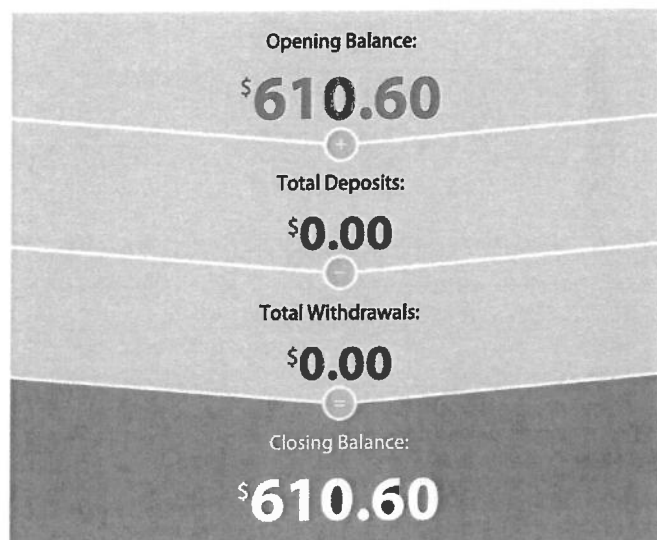 Opening Balance:
$610.60
+
Total Deposits:
$0.00
−
Total Withdrawals:
$0.00
=
Closing Balance:
$610.60